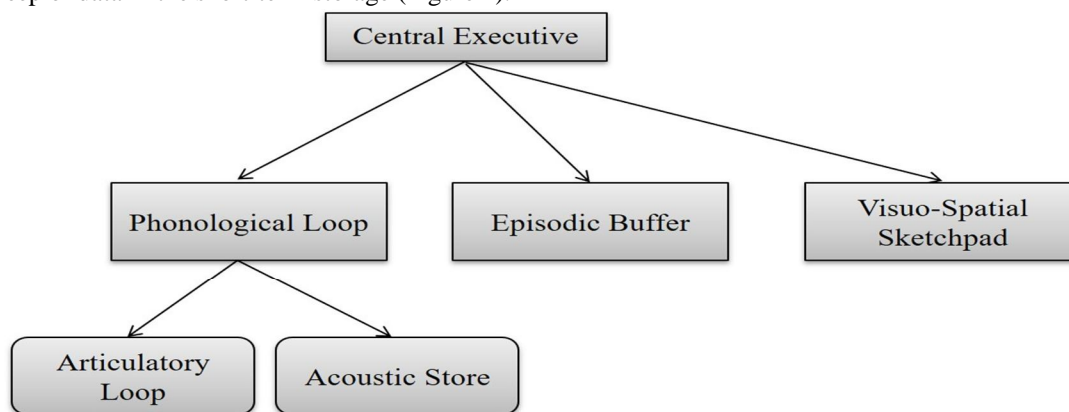 Central Executive
Phonological Loop
Episodic Buffer
Visuo-Spatial
Sketchpad
Articulatory
Loop
Acoustic Store